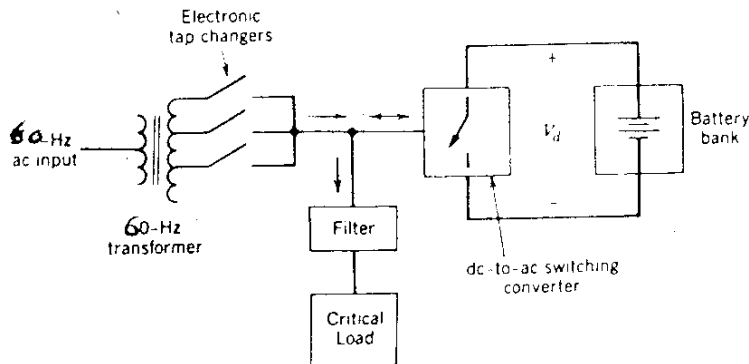 Electronic
tap changers
60-Hz
ac input
60-Hz
transformer
Filter
Critical
Load
+
V_d
-
Battery
bank
dc-to-ac switching
converter